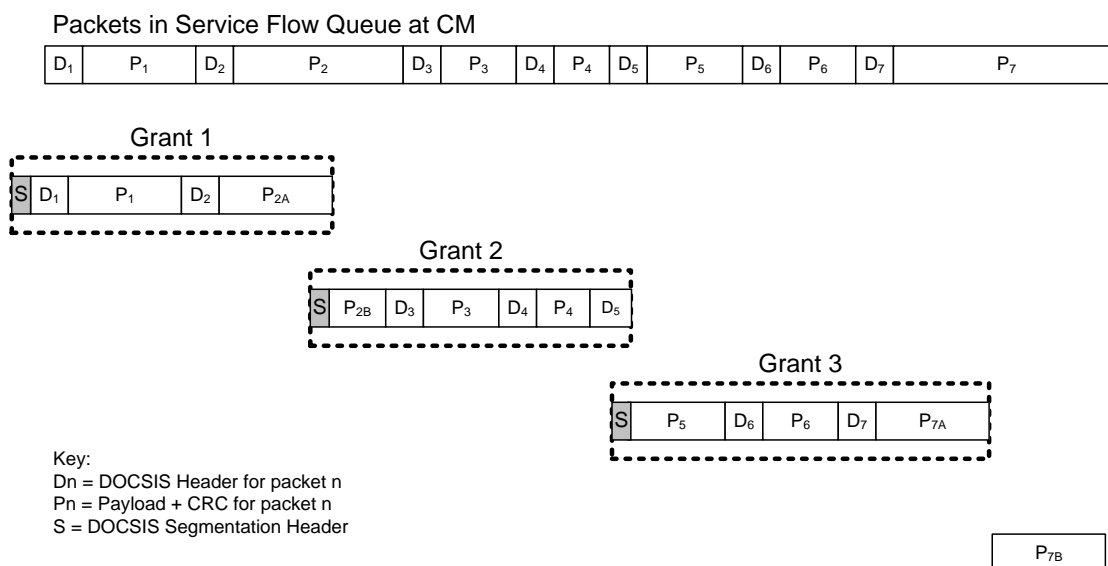 Packets in Service Flow Queue at CM
D₁ P₁ D₂ P₂ D₃ P₃ D₄ P₄ D₅ P₅ D₆ P₆ D₇ P₇
Grant 1
S D₁ P₁ D₂ P₂A
Grant 2
S P₂B D₃ P₃ D₄ P₄ D₅
Grant 3
S P₅ D₆ P₆ D₇ P₇A
Key:
Dn = DOCSIS Header for packet n
Pn = Payload + CRC for packet n
S = DOCSIS Segmentation Header
P₇B